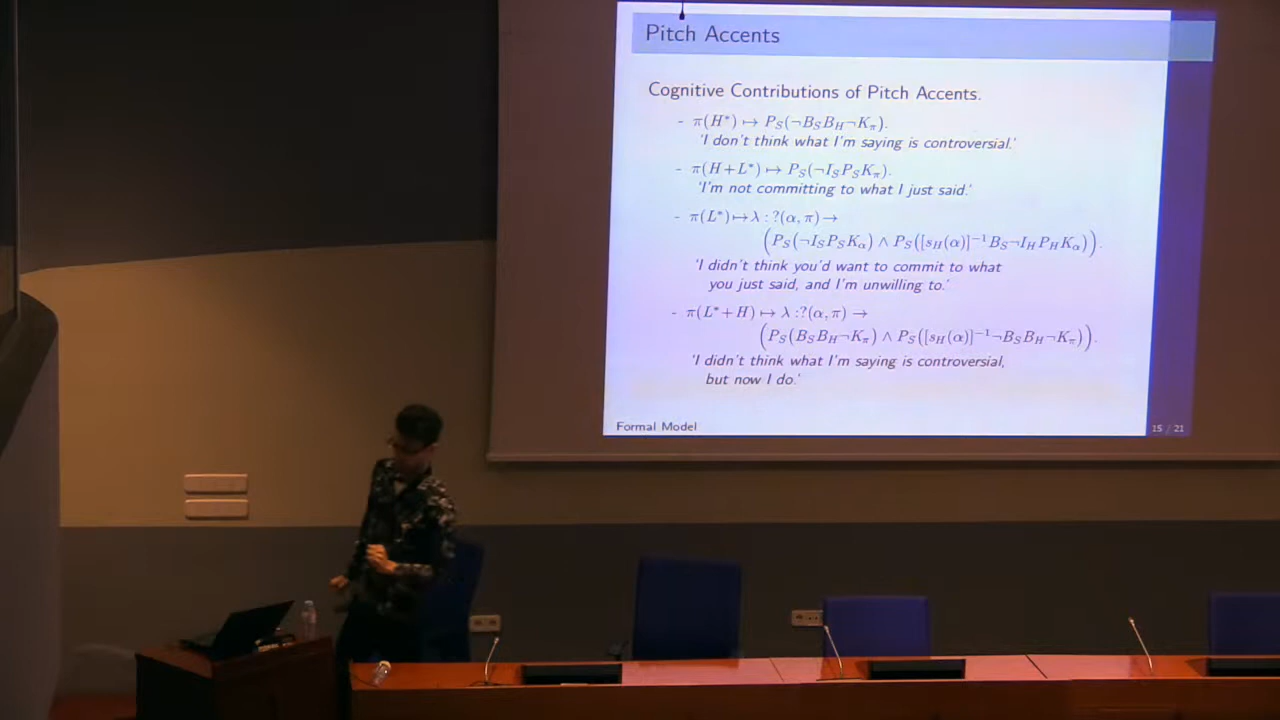 Pitch Accents
Cognitive Contributions of Pitch Accents.
- π(H*) ↦ P_S(¬B_S B_H ¬K_π).
'I don't think what I'm saying is controversial.'
- π(H+L*) ↦ P_S(¬I_S P_S K_π).
'I'm not committing to what I just said.'
- π(L*) ↦ λ : ?(α, π) →
(P_S(¬I_S P_S K_α) ∧ P_S([s_H(α)]⁻¹ B_S ¬I_H P_H K_α)).
'I didn't think you'd want to commit to what
you just said, and I'm unwilling to.'
- π(L*+H) ↦ λ :?(α, π) →
(P_S(B_S B_H ¬K_π) ∧ P_S([s_H(α)]⁻¹ ¬B_S B_H ¬K_π)).
'I didn't think what I'm saying is controversial,
but now I do.'
Formal Model
15 / 21